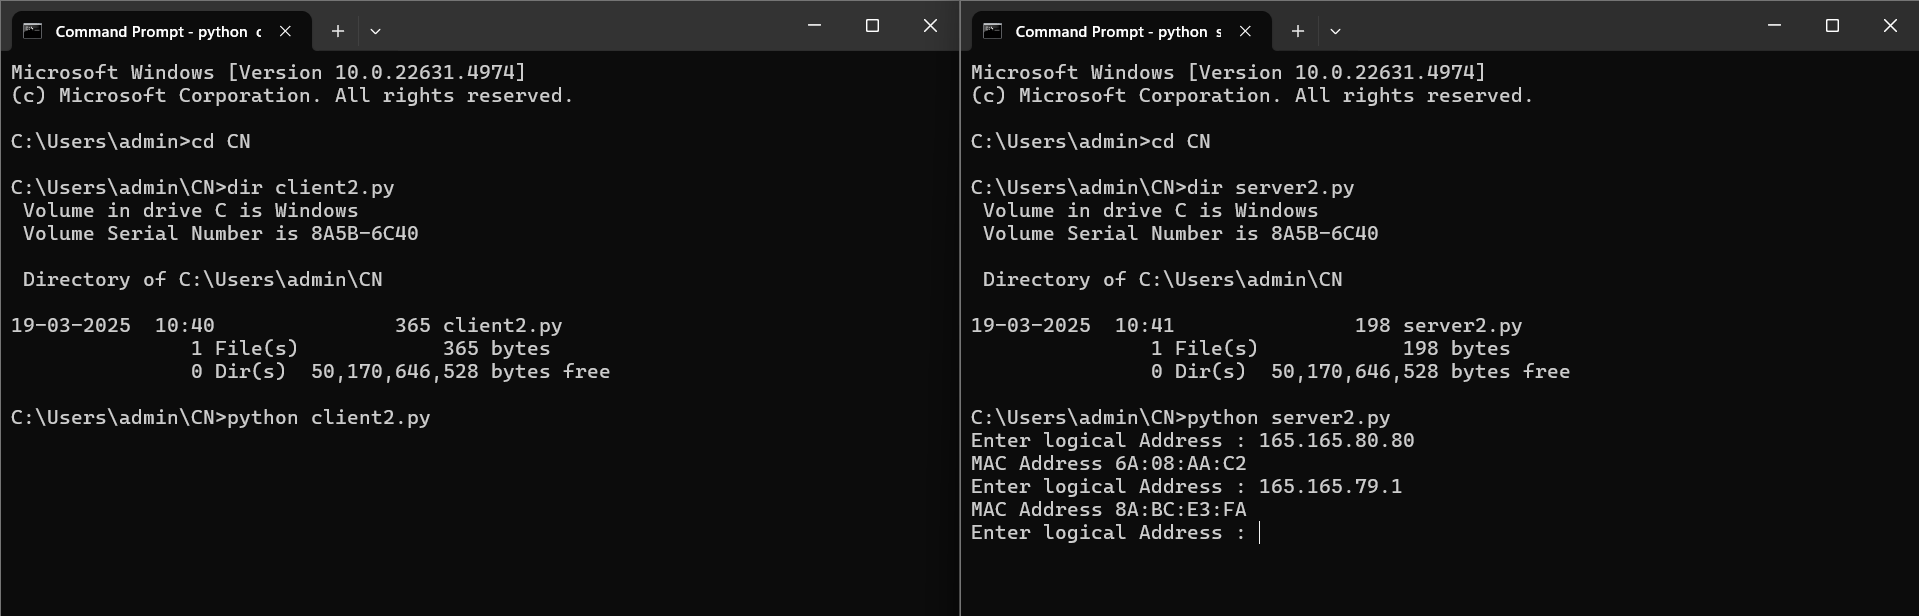 Command Prompt - python c
Microsoft Windows [Version 10.0.22631.4974]
(c) Microsoft Corporation. All rights reserved.
C:\Users\admin>cd CN
C:\Users\admin\CN>dir client2.py
Volume in drive C is Windows
Volume Serial Number is 8A5B-6C40
Directory of C:\Users\admin\CN
19-03-2025  10:40               365 client2.py
1 File(s)            365 bytes
0 Dir(s)  50,170,646,528 bytes free
C:\Users\admin\CN>python client2.py
Command Prompt - python s
Microsoft Windows [Version 10.0.22631.4974]
(c) Microsoft Corporation. All rights reserved.
C:\Users\admin>cd CN
C:\Users\admin\CN>dir server2.py
Volume in drive C is Windows
Volume Serial Number is 8A5B-6C40
Directory of C:\Users\admin\CN
19-03-2025  10:41               198 server2.py
1 File(s)            198 bytes
0 Dir(s)  50,170,646,528 bytes free
C:\Users\admin\CN>python server2.py
Enter logical Address : 165.165.80.80
MAC Address 6A:08:AA:C2
Enter logical Address : 165.165.79.1
MAC Address 8A:BC:E3:FA
Enter logical Address :